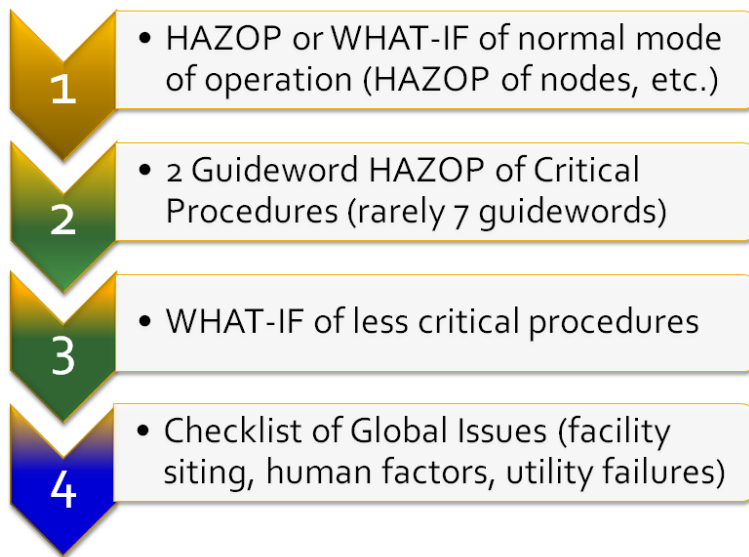 1
• HAZOP or WHAT-IF of normal mode
of operation (HAZOP of nodes, etc.)
2
• 2 Guideword HAZOP of Critical
Procedures (rarely 7 guidewords)
3
• WHAT-IF of less critical procedures
4
• Checklist of Global Issues (facility
siting, human factors, utility failures)